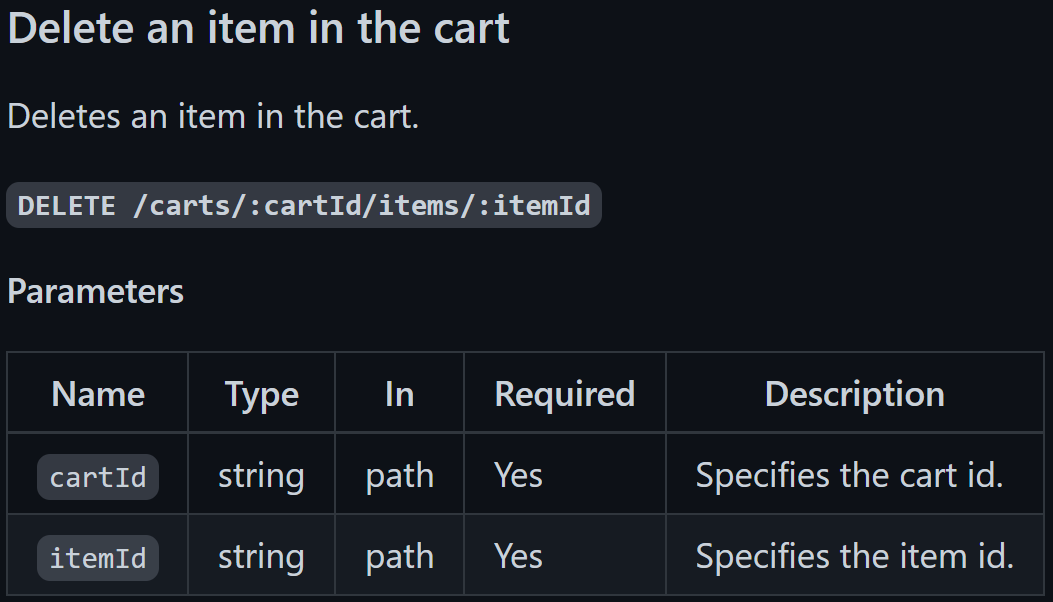 Delete an item in the cart
Deletes an item in the cart.
DELETE /carts/:cartId/items/:itemId
Parameters
Name Type In Required Description
cartId string path Yes Specifies the cart id.
itemId string path Yes Specifies the item id.